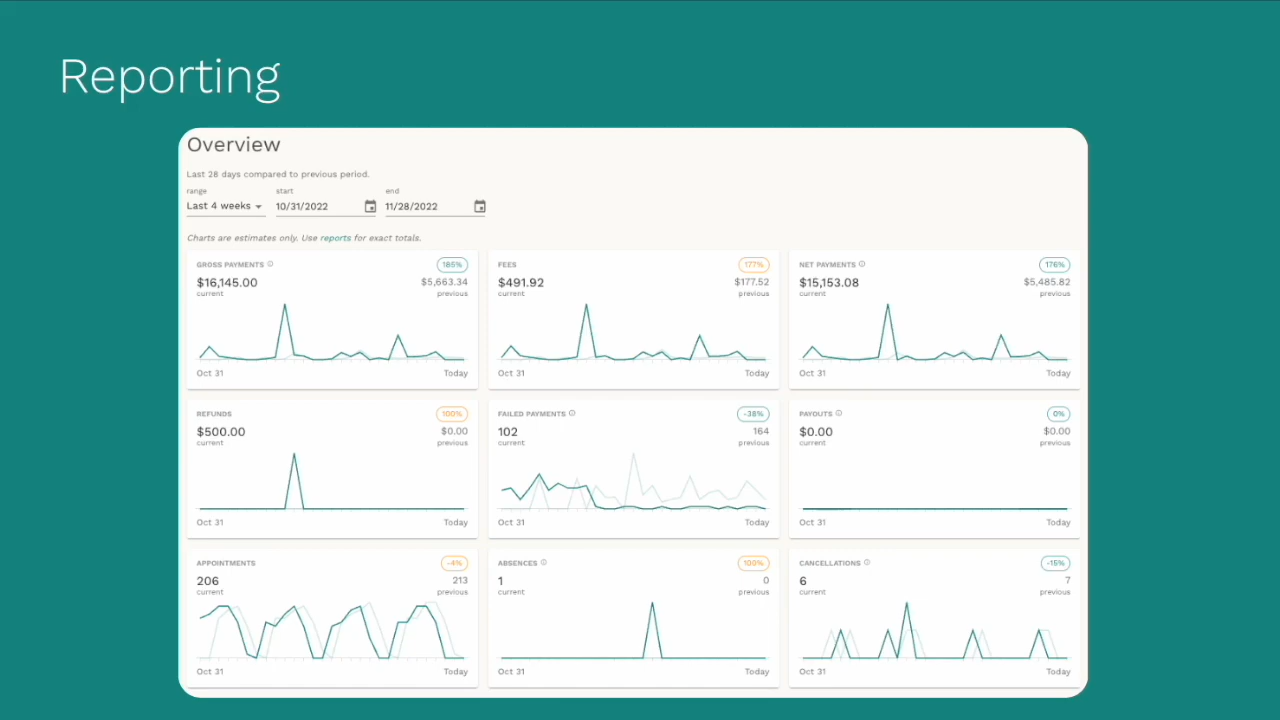 Reporting
Overview
Last 28 days compared to previous period.
range start end
Last 4 weeks 10/31/2022 11/28/2022
Charts are estimates only. Use reports for exact totals.
GROSS PAYMENTS 185%
$16,145.00 $5,663.34
current previous
Oct 31 Today
FEES 177%
$491.92 $177.52
current previous
Oct 31 Today
NET PAYMENTS 176%
$15,153.08 $5,485.82
current previous
Oct 31 Today
REFUNDS 100%
$500.00 $0.00
current previous
Oct 31 Today
FAILED PAYMENTS -38%
102 164
current previous
Oct 31 Today
PAYOUTS 0%
$0.00 $0.00
current previous
Oct 31 Today
APPOINTMENTS -4%
206 213
current previous
Oct 31 Today
ABSENCES 100%
1 0
current previous
Oct 31 Today
CANCELLATIONS -15%
6 7
current previous
Oct 31 Today